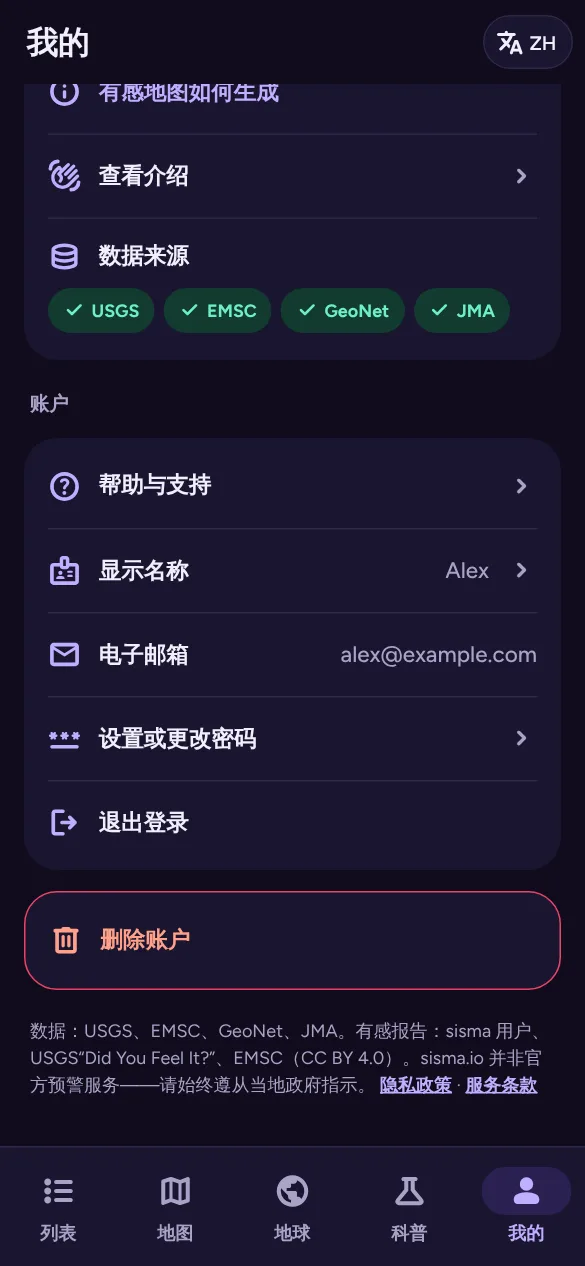 我的
ZH
有感地图如何生成
查看介绍
数据来源
USGS
EMSC
GeoNet
JMA
账户
帮助与支持
显示名称 Alex
电子邮箱 alex@example.com
设置或更改密码
退出登录
删除账户
数据：USGS、EMSC、GeoNet、JMA。有感报告：sisma 用户、
USGS“Did You Feel It?”、EMSC（CC BY 4.0）。sisma.io 并非官
方预警服务——请始终遵从当地政府指示。 隐私政策 · 服务条款
列表
地图
地球
科普
我的